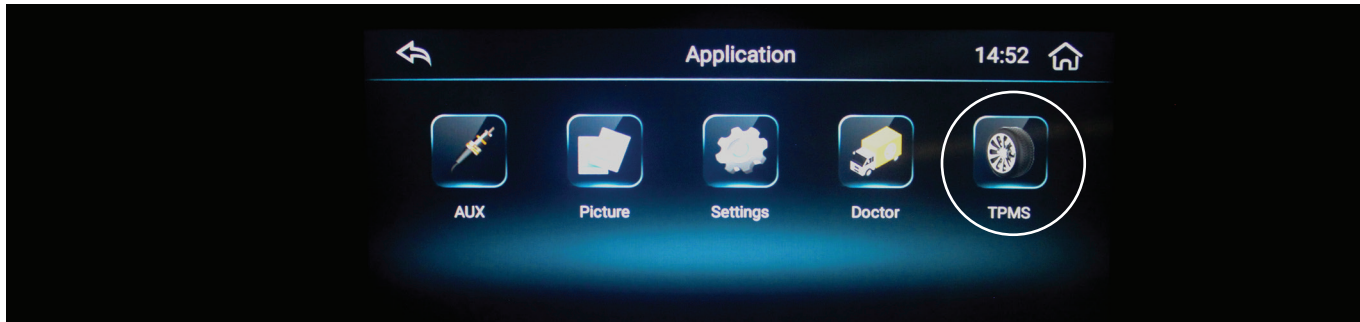 Application
14:52
AUX
Picture
Settings
Doctor
TPMS